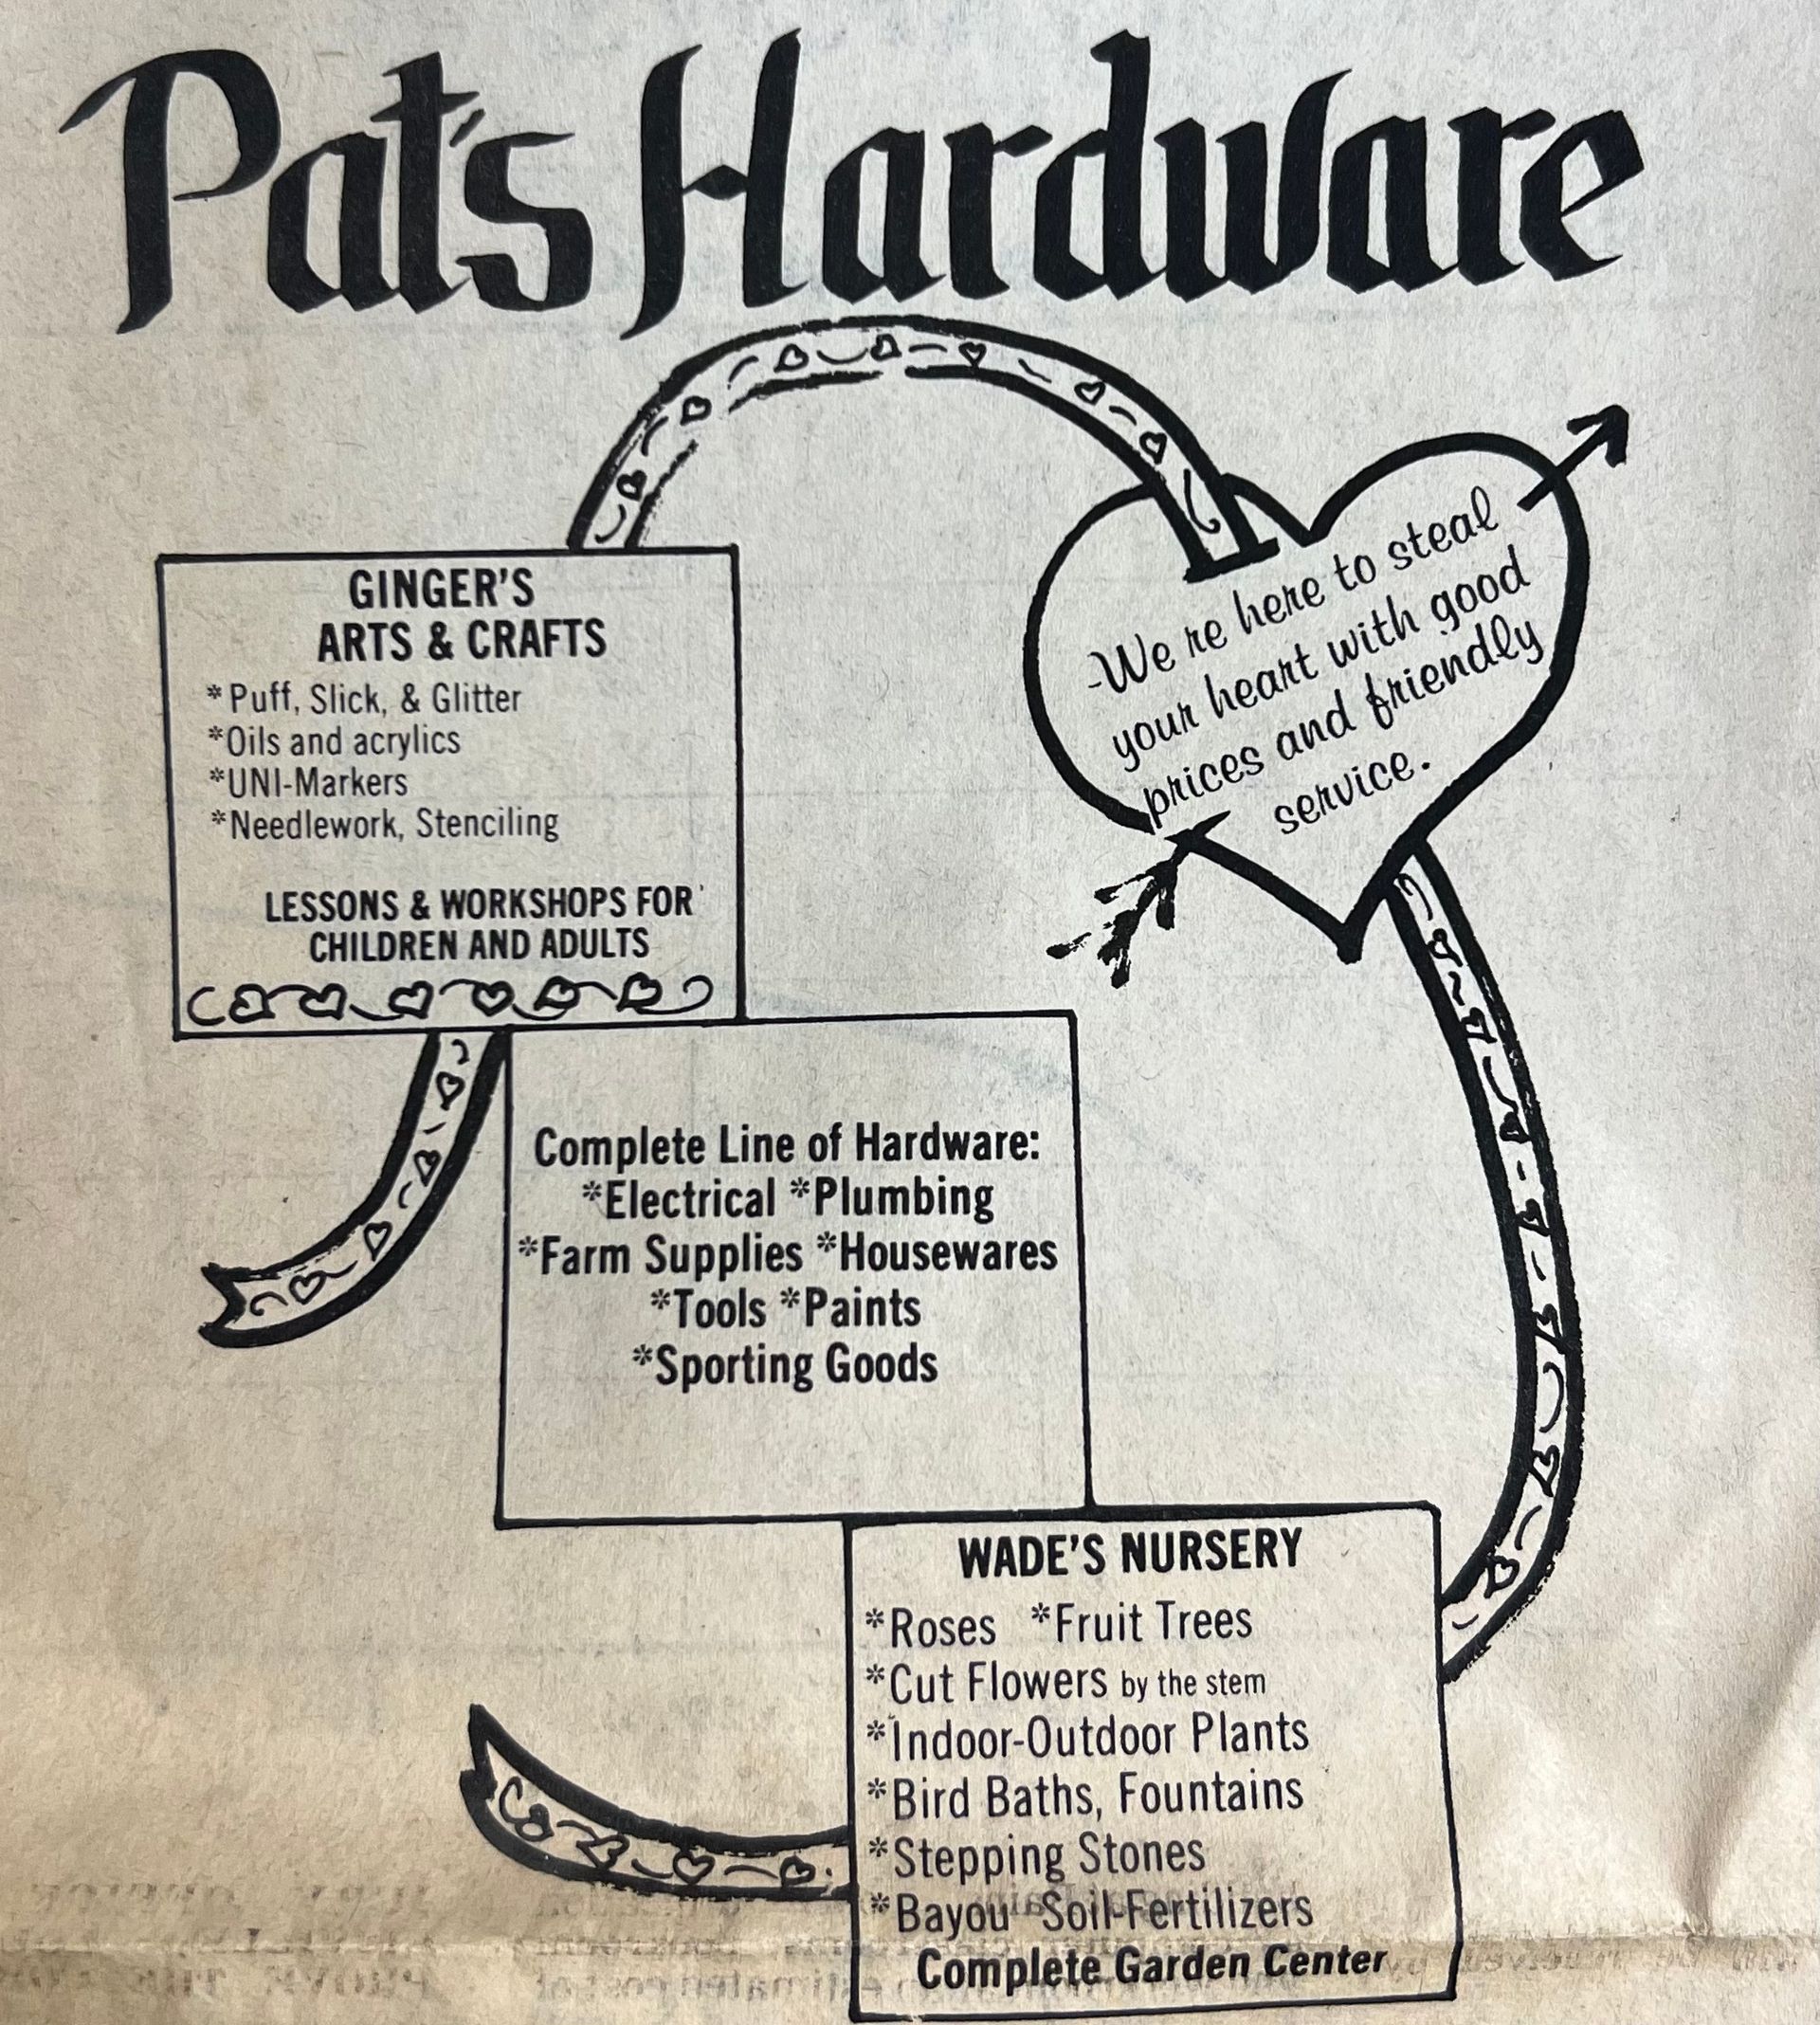 Pat's Hardware
GINGER'S
ARTS & CRAFTS
* Puff, Slick, & Glitter
*Oils and acrylics
*UNI-Markers
*Needlework, Stenciling
LESSONS & WORKSHOPS FOR
CHILDREN AND ADULTS
We re here to steal
your heart with good
prices and friendly
service.
Complete Line of Hardware:
*Electrical *Plumbing
*Farm Supplies *Housewares
*Tools *Paints
*Sporting Goods
WADE'S NURSERY
*Roses *Fruit Trees
*Cut Flowers by the stem
*Indoor-Outdoor Plants
*Bird Baths, Fountains
*Stepping Stones
*Bayou Soil-Fertilizers
Complete Garden Center